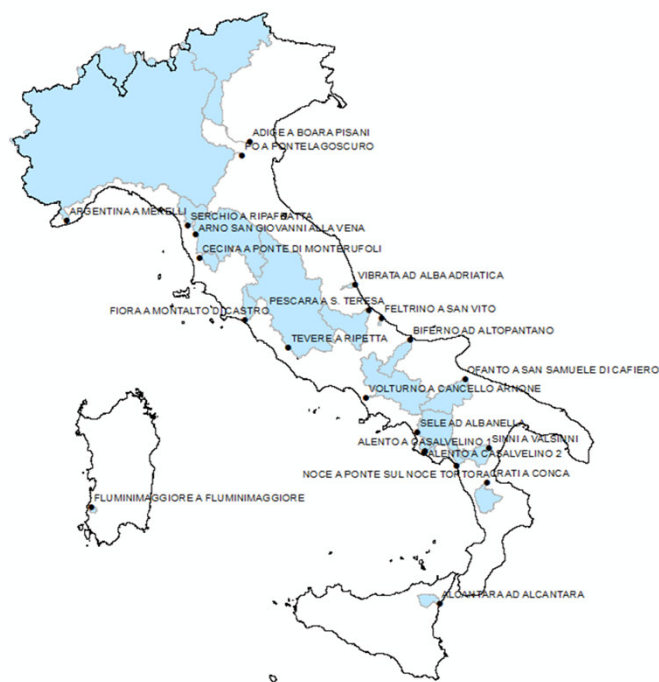 ADIGE A BOARA PISANI
PO A PONTELAGOSCURO
ARGENTINA A MERELLI
SERCHIO A RIPAFRATTA
ARNO SAN GIOVANNI ALLA VENA
CECINA A PONTE DI MONTERUFOLI
VIBRATA AD ALBA ADRIATICA
PESCARA A S. TERESA
FELTRINO A SAN VITO
FIORA A MONTALTO DI CASTRO
BIFERNO AD ALTOPANTANO
TEVERE A RIPETTA
OFANTO A SAN SAMUELE DI CAFIERO
VOLTURNO A CANCELLO ARNONE
SELE AD ALBANELLA
ALENTO A CASALVELINO 1
SINNI A VALSINNI
ALENTO A CASALVELINO 2
NOCE A PONTE SUL NOCE TORTORA
CRATI A CONCA
FLUMINIMAGGIORE A FLUMINIMAGGIORE
ALCANTARA AD ALCANTARA